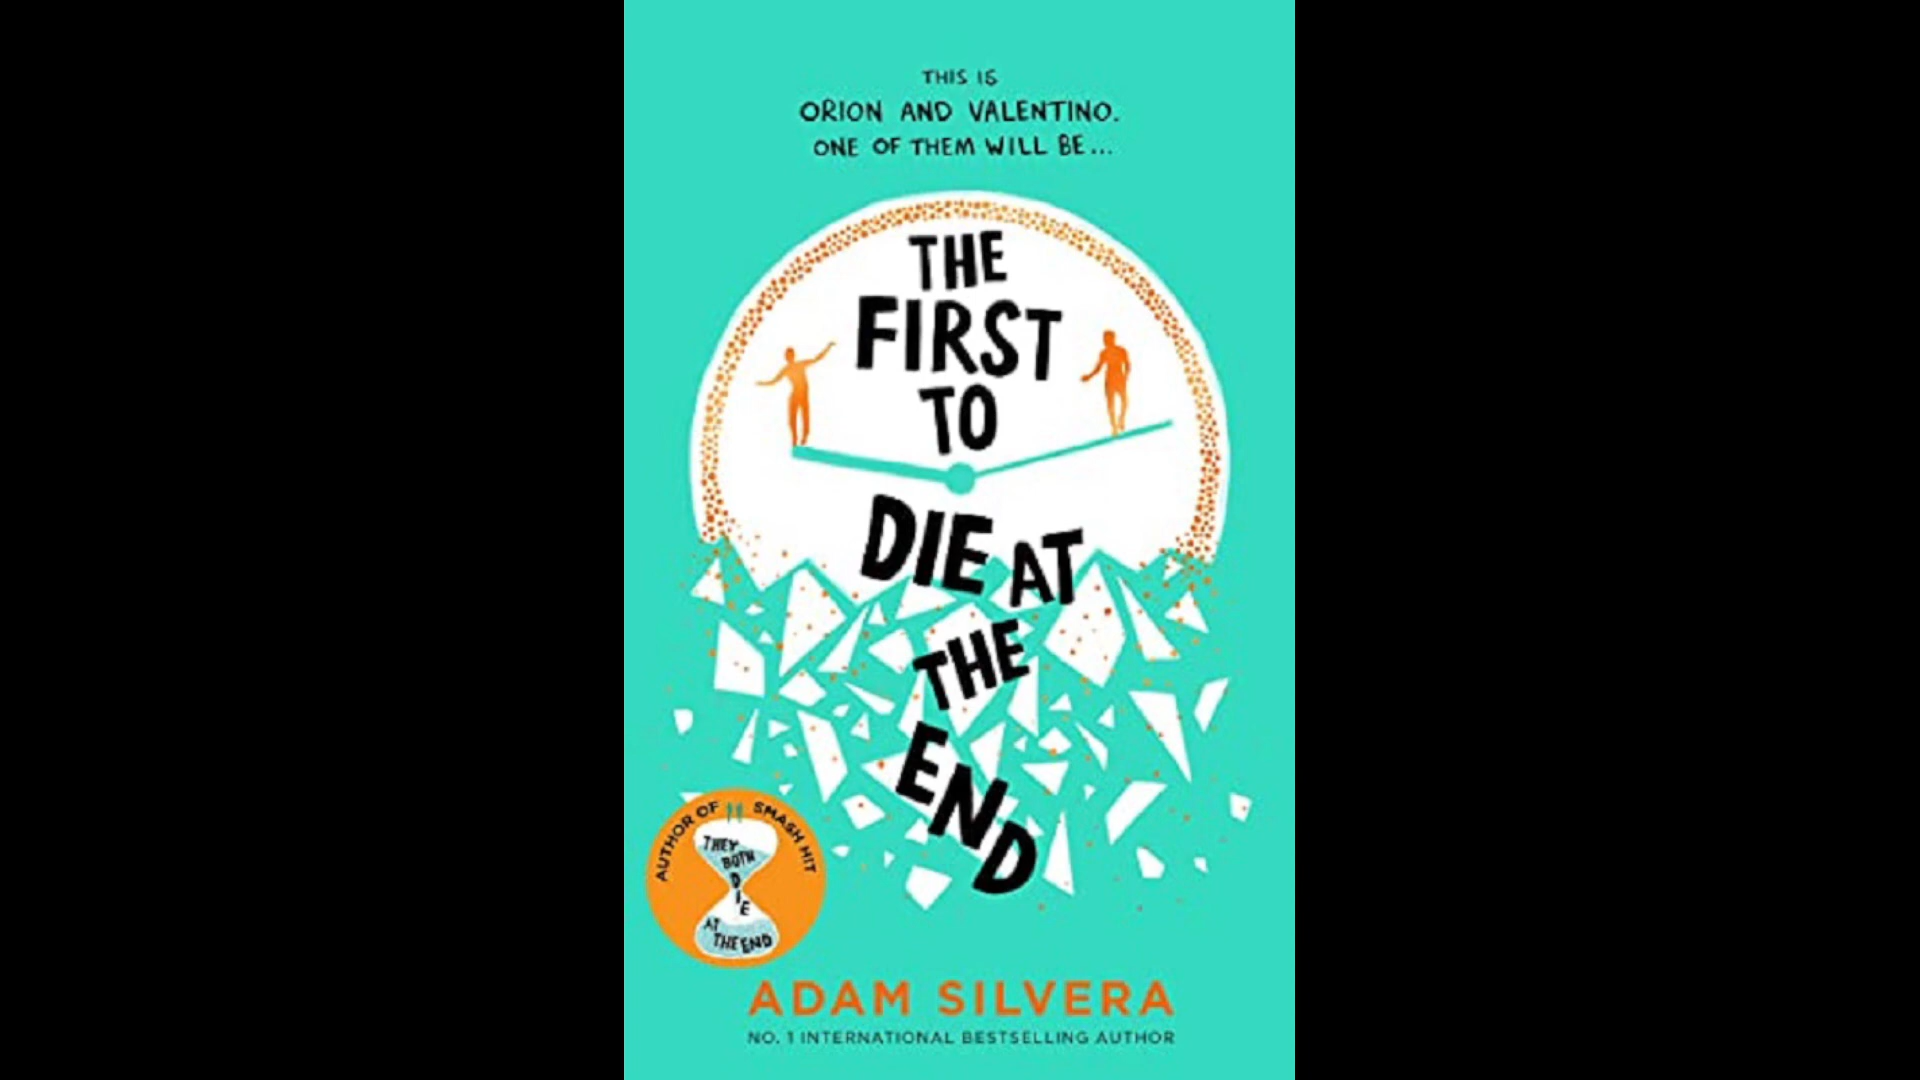 THIS IS
ORION AND VALENTINO.
ONE OF THEM WILL BE...
THE
FIRST
TO
DIE AT
THE
END
AUTHOR OF SMASH HIT
THEY
BOTH
DIE
AT
THE END
ADAM SILVERA
NO. 1 INTERNATIONAL BESTSELLING AUTHOR